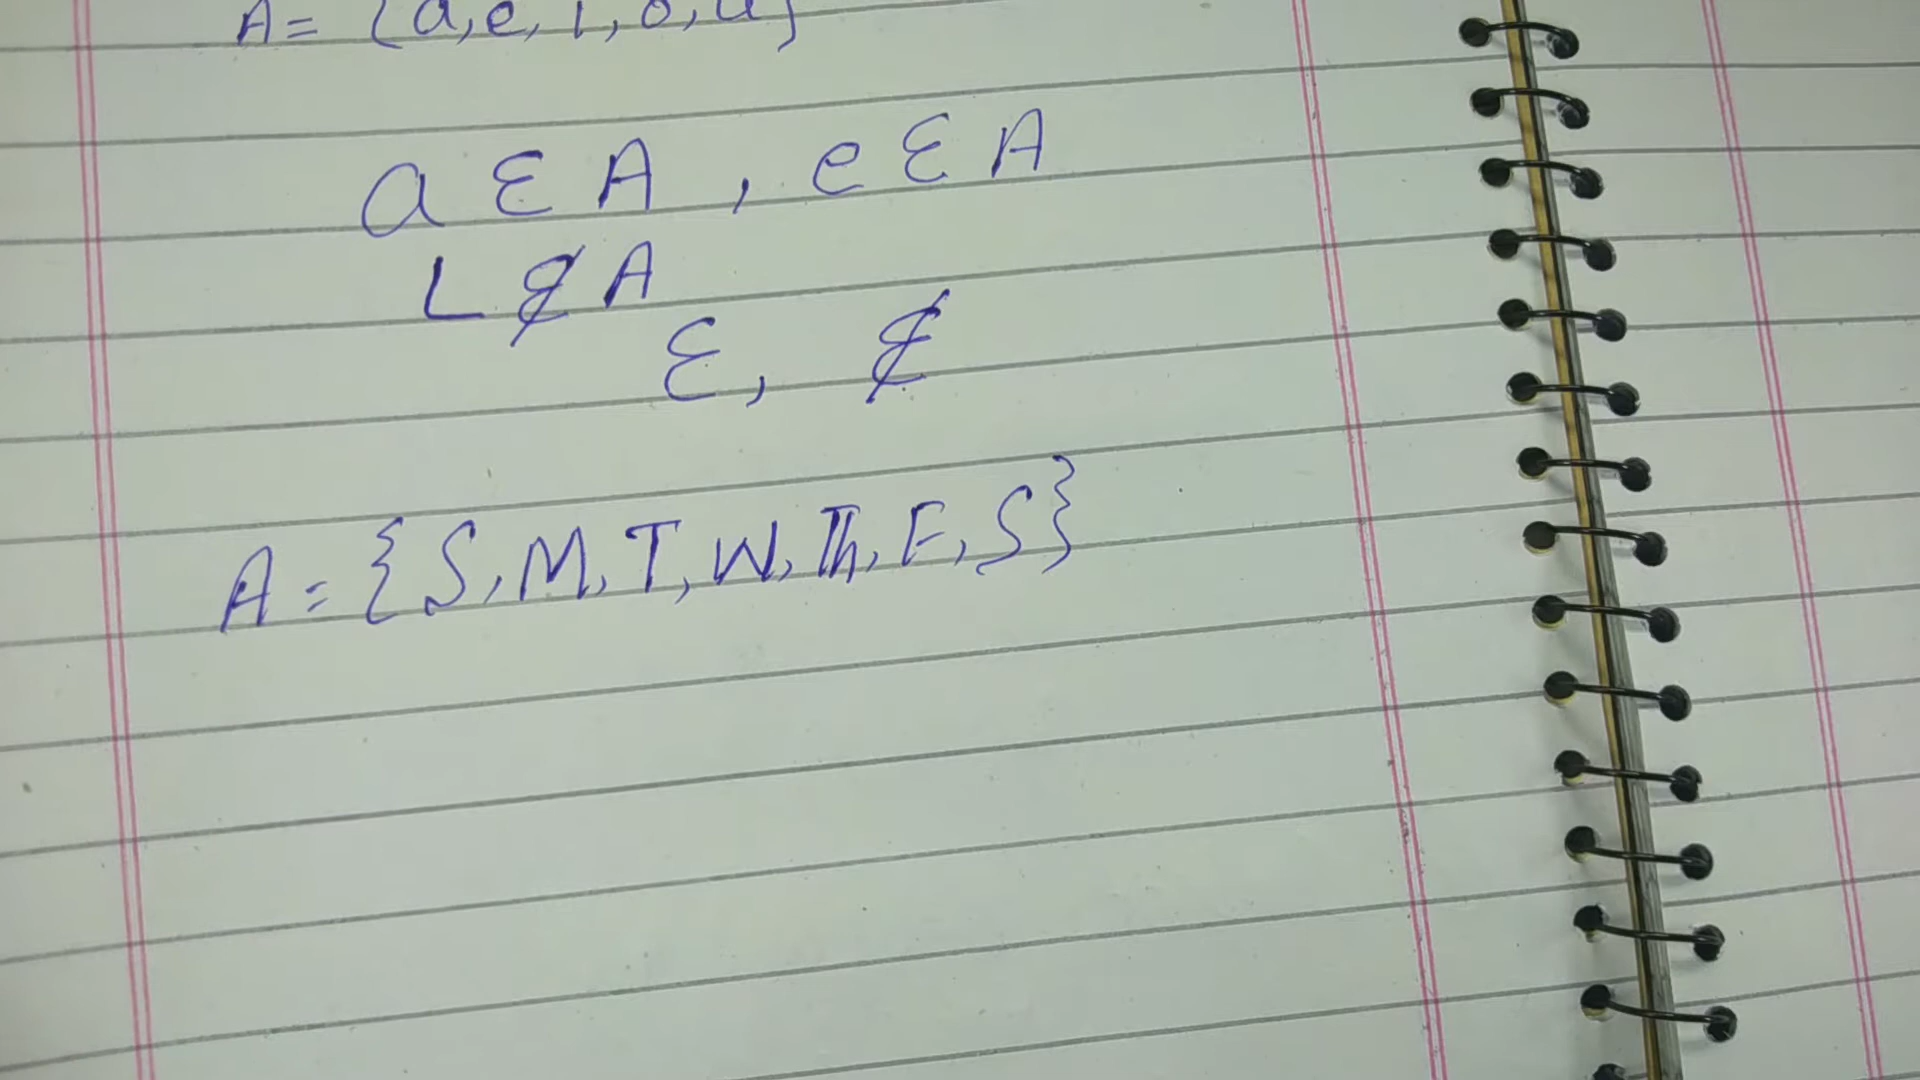 A = {a, e, i, o, u}
a ∈ A , e ∈ A
L ∉ A
∈, ∉
A = {S, M, T, W, Th, F, S}